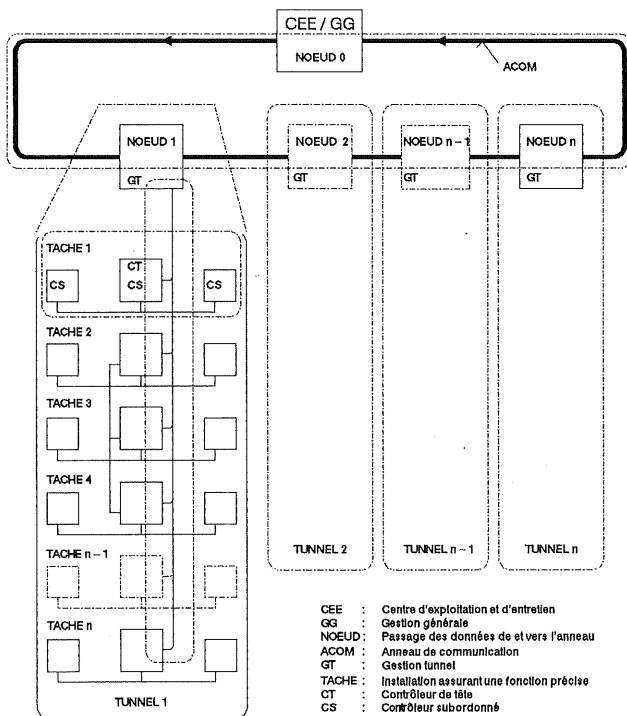 CEE / GG
NOEUD 0
ACOM
NOEUD 1
GT
NOEUD 2
GT
NOEUD n-1
GT
NOEUD n
GT
TACHE 1
CS
CT
CS
CS
TACHE 2
TACHE 3
TACHE 4
TACHE n-1
TACHE n
TUNNEL 1
TUNNEL 2
TUNNEL n-1
TUNNEL n
CEE : Centre d'exploitation et d'entretien
GG : Gestion générale
NOEUD : Passage des données de et vers l'anneau
ACOM : Anneau de communication
GT : Gestion tunnel
TACHE : Installation assurant une fonction précise
CT : Contrôleur de tête
CS : Contrôleur subordonné